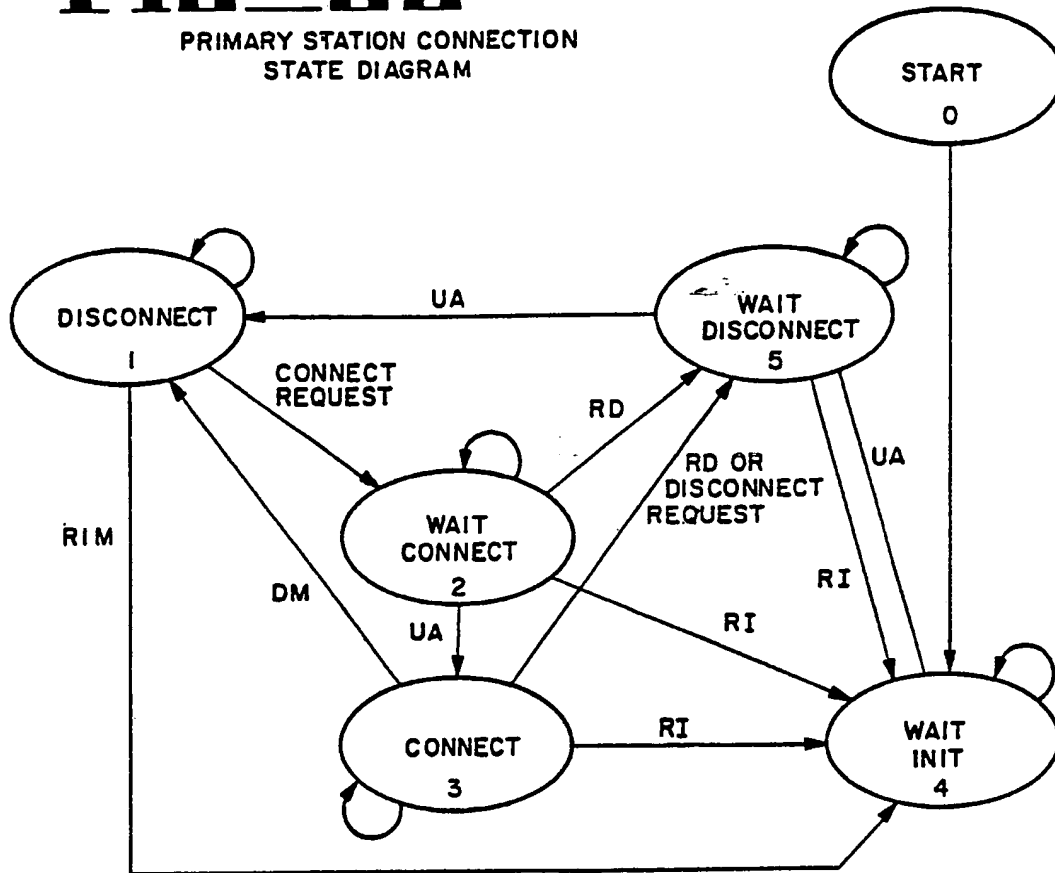 PRIMARY STATION CONNECTION
STATE DIAGRAM
START
0
DISCONNECT
1
UA
WAIT
DISCONNECT
5
CONNECT
REQUEST
RD
RD OR
DISCONNECT
REQUEST
UA
WAIT
CONNECT
2
RIM
DM
UA
RI
RI
CONNECT
3
RI
WAIT
INIT
4